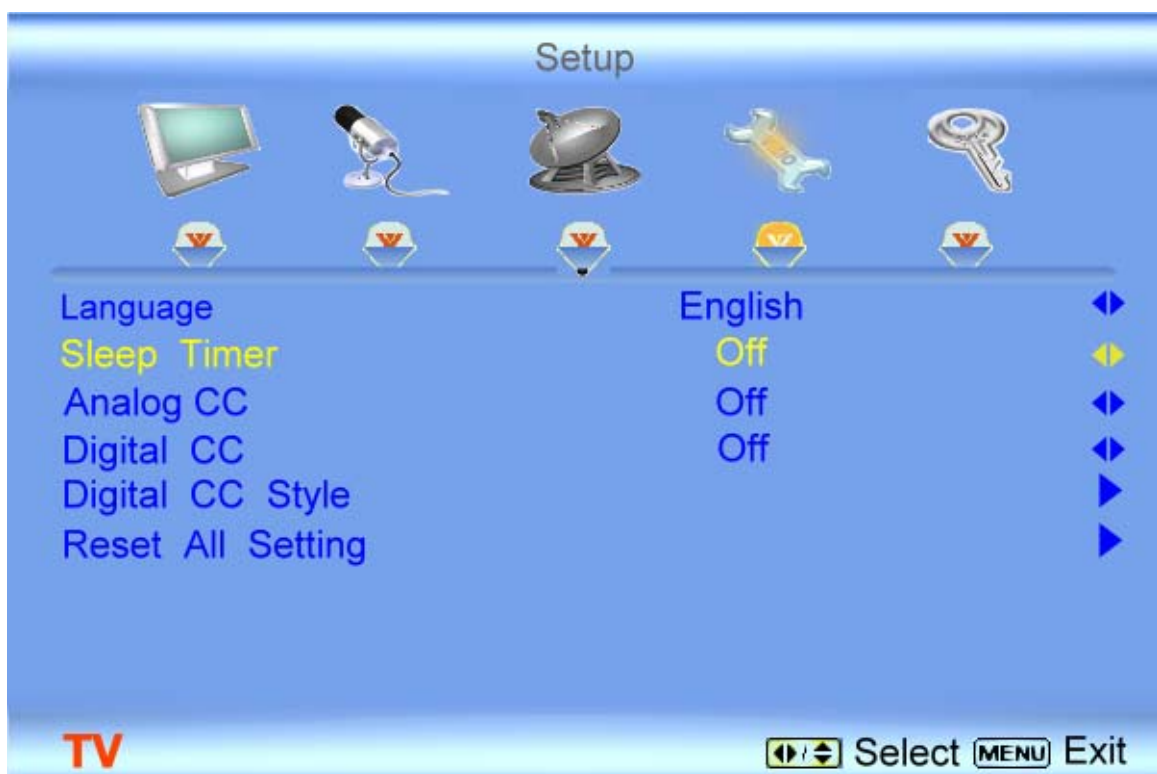 Setup
Language English
Sleep Timer Off
Analog CC Off
Digital CC Off
Digital CC Style
Reset All Setting
TV Select MENU Exit